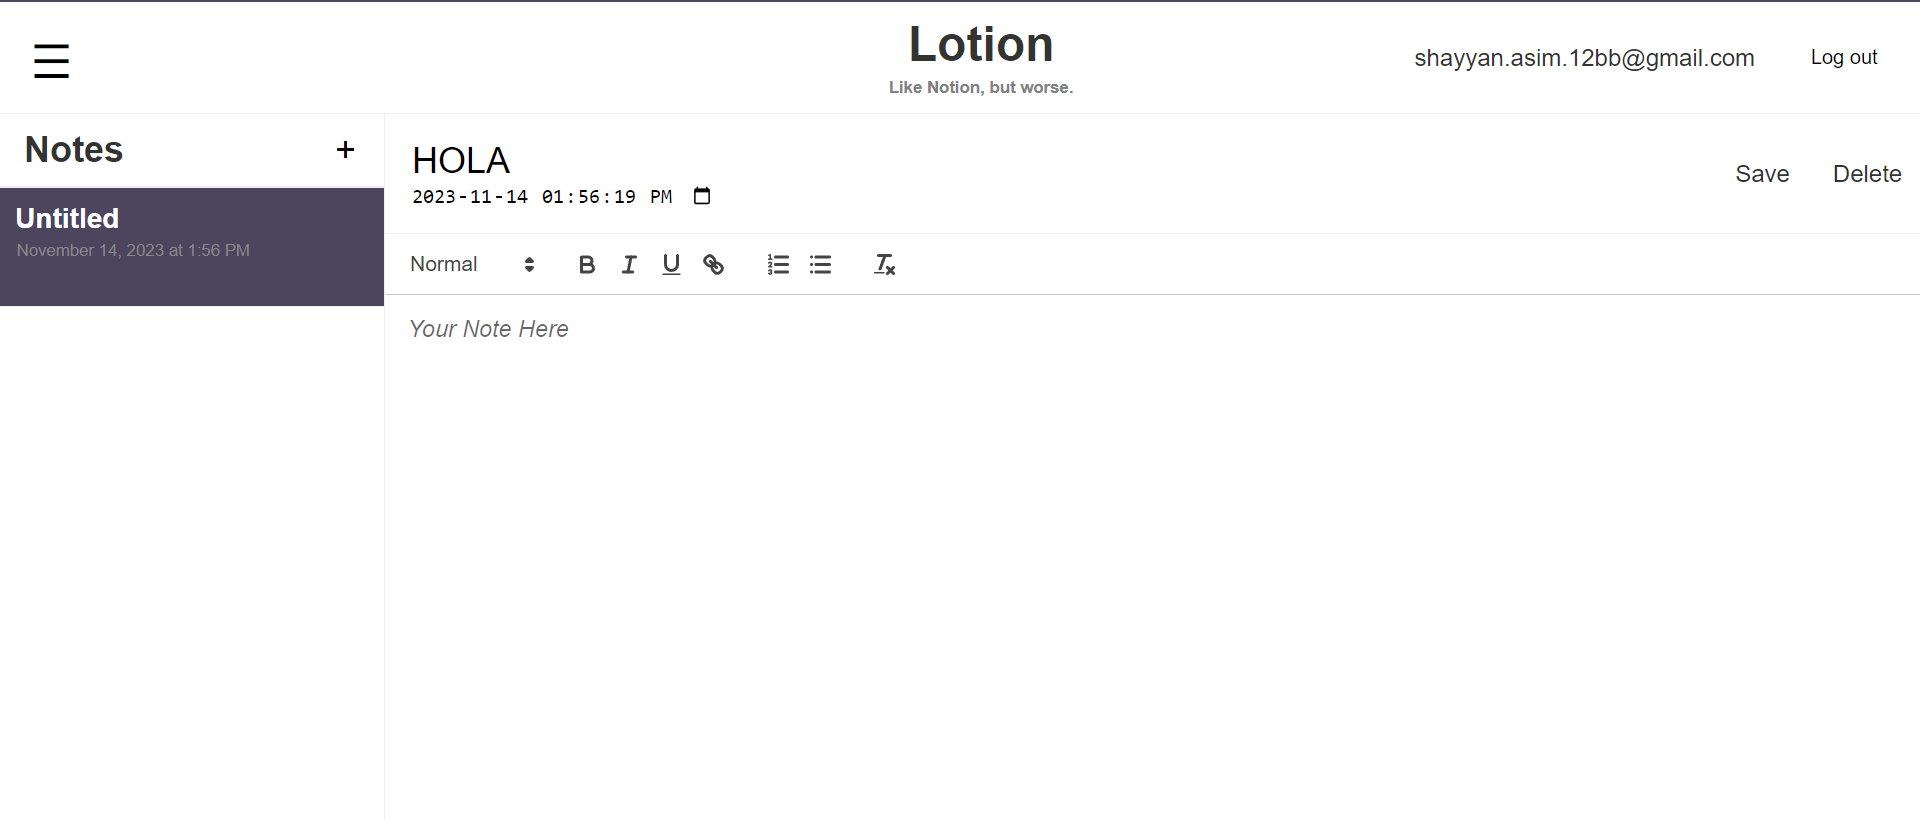 Lotion
Like Notion, but worse.
shayyan.asim.12bb@gmail.com
Log out
Notes
+
Untitled
November 14, 2023 at 1:56 PM
HOLA
2023-11-14 01:56:19 PM
Save
Delete
Normal
Your Note Here